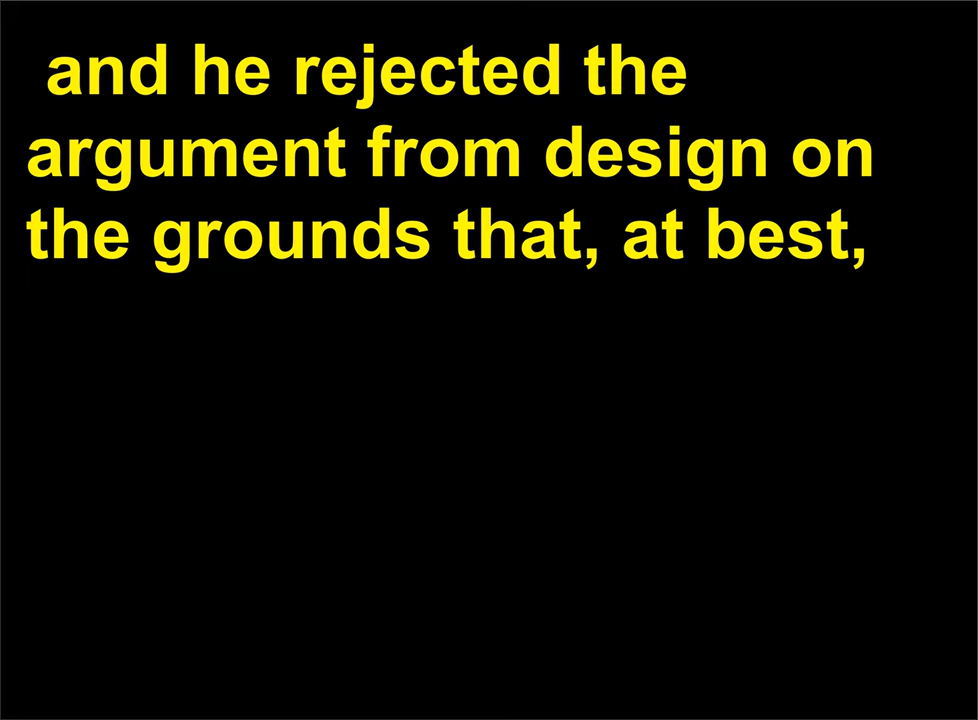 and he rejected the
argument from design on
the grounds that, at best,